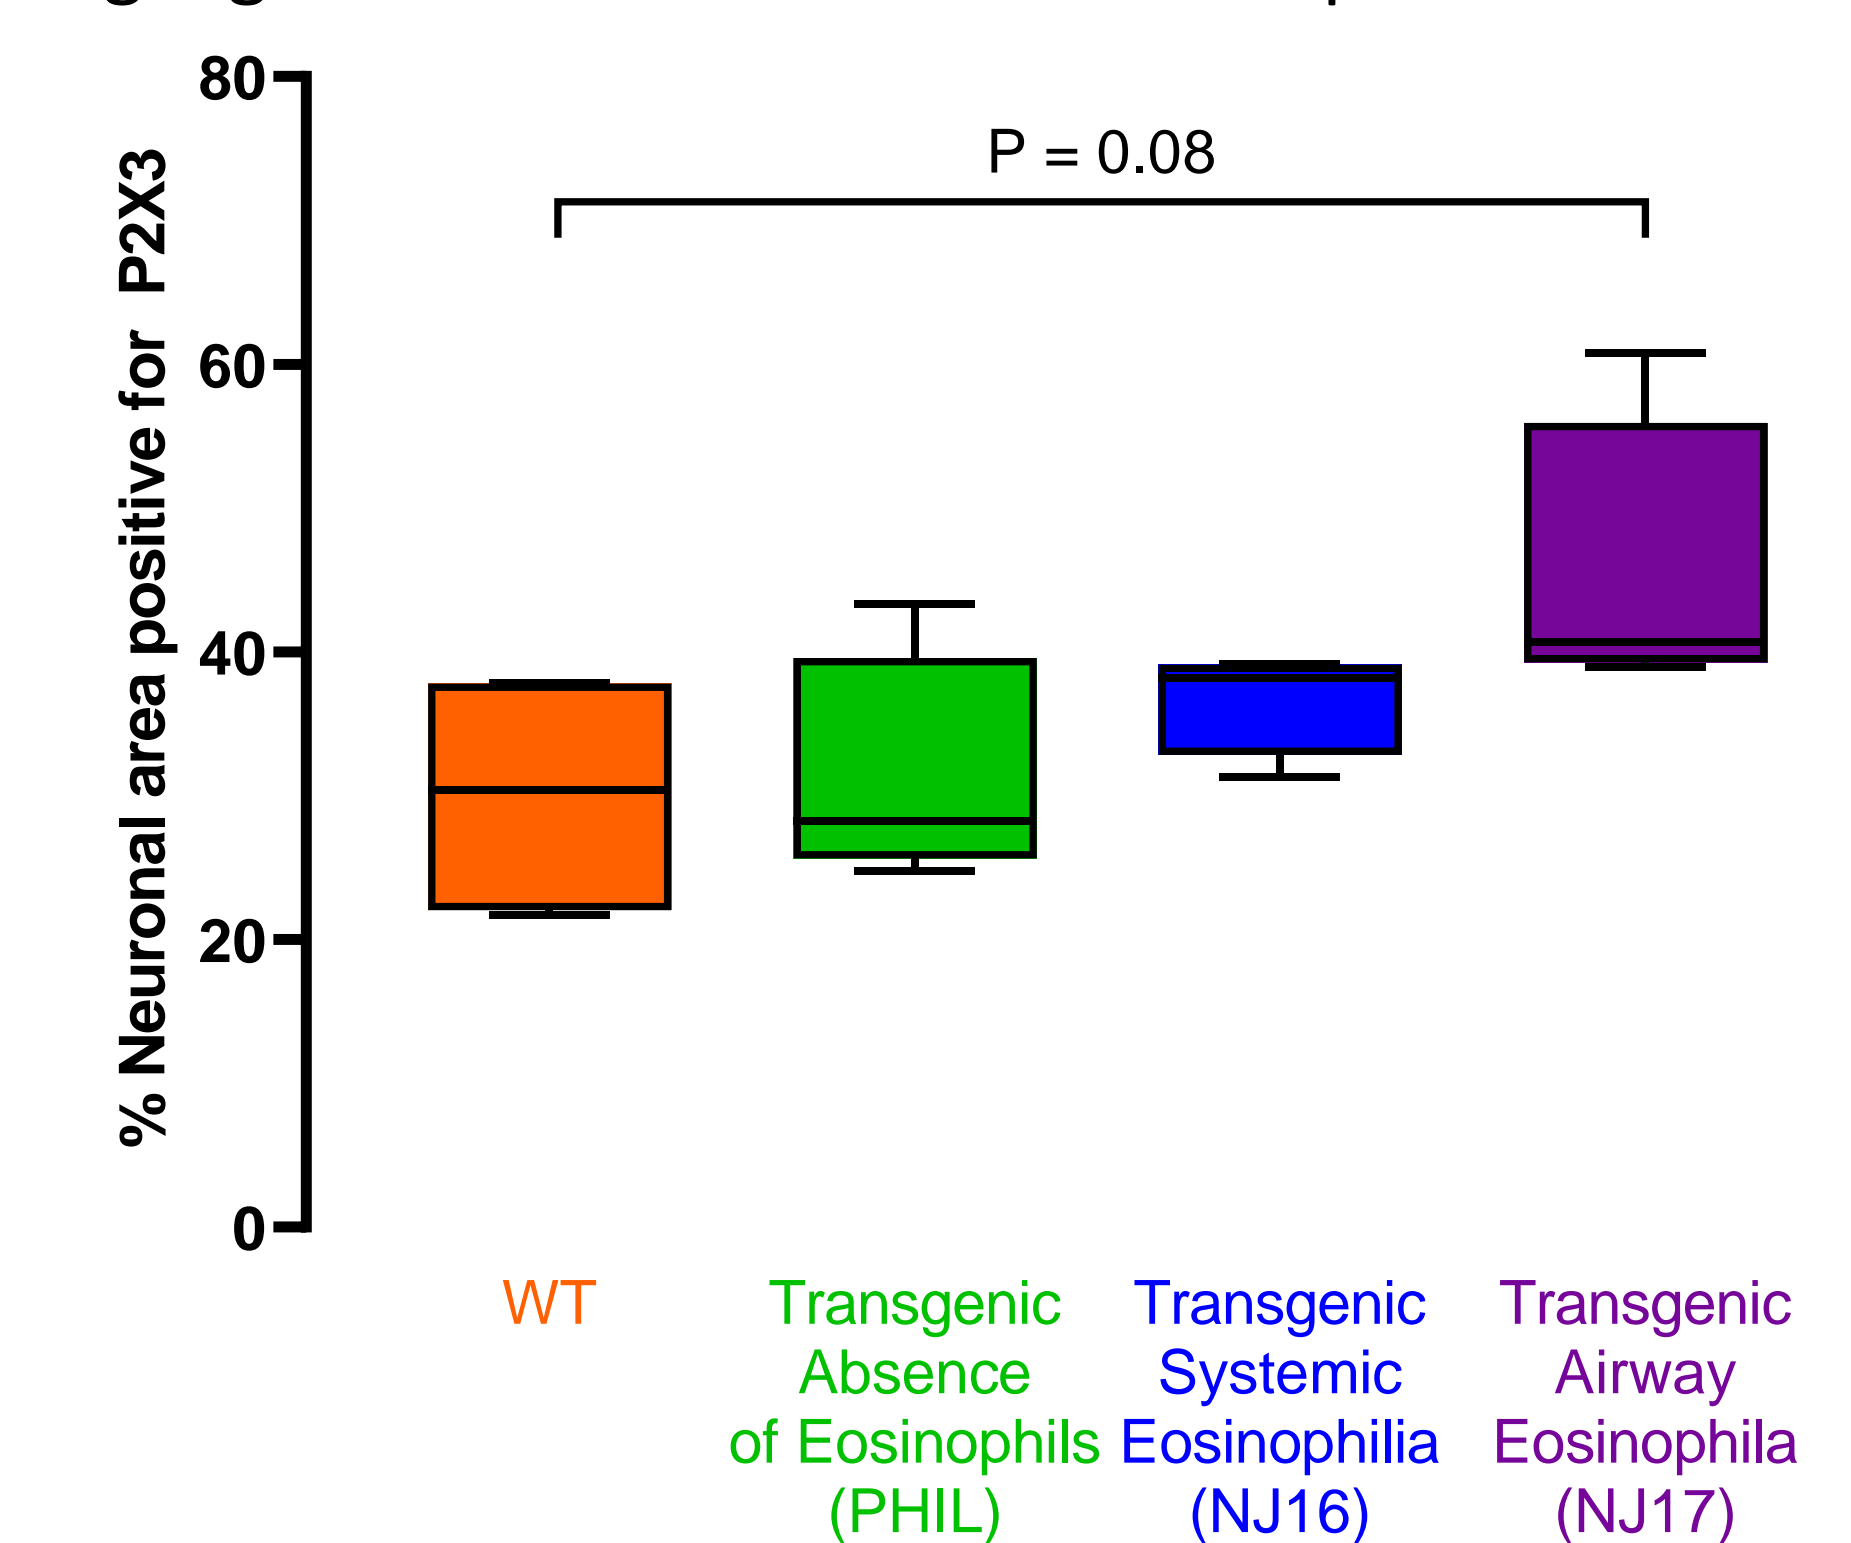 80
P = 0.08
% Neuronal area positive for P2X3
60
40
20
0
WT
Transgenic
Absence
of Eosinophils
(PHIL)
Transgenic
Systemic
Eosinophilia
(NJ16)
Transgenic
Airway
Eosinophila
(NJ17)